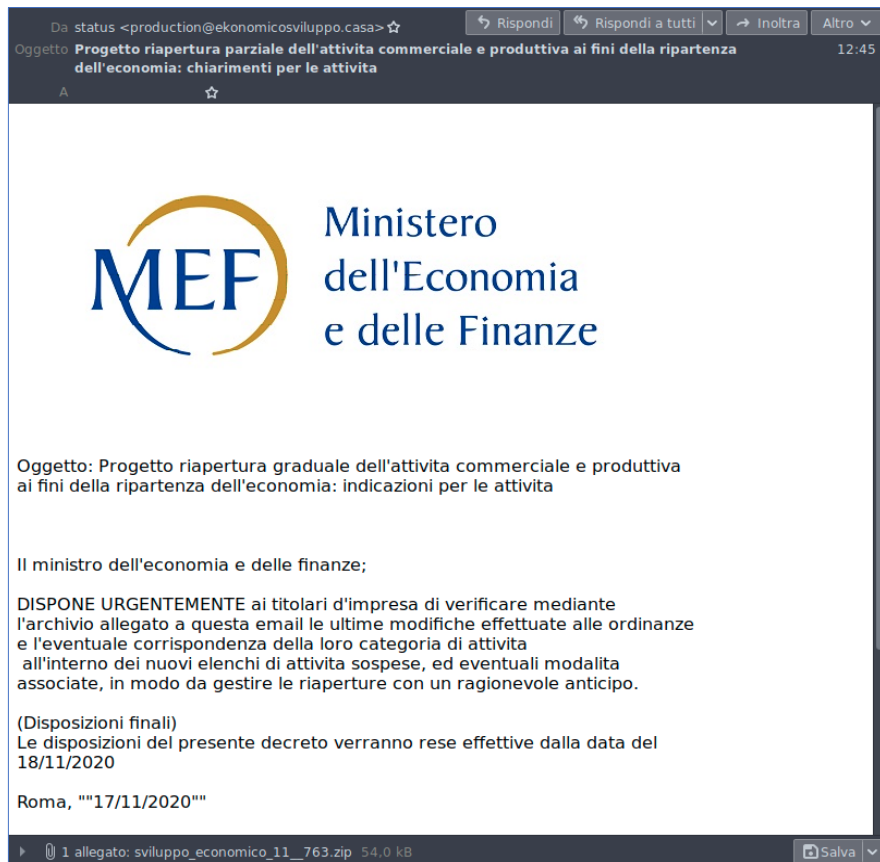 Da status <production@ekonomicosviluppo.casa> Rispondi Rispondi a tutti Inoltra Altro
Oggetto Progetto riapertura parziale dell'attivita commerciale e produttiva ai fini della ripartenza 12:45
dell'economia: chiarimenti per le attivita
A
MEF
Ministero
dell'Economia
e delle Finanze
Oggetto: Progetto riapertura graduale dell'attivita commerciale e produttiva
ai fini della ripartenza dell'economia: indicazioni per le attivita
Il ministro dell'economia e delle finanze;
DISPONE URGENTEMENTE ai titolari d'impresa di verificare mediante
l'archivio allegato a questa email le ultime modifiche effettuate alle ordinanze
e l'eventuale corrispondenza della loro categoria di attivita
all'interno dei nuovi elenchi di attivita sospese, ed eventuali modalita
associate, in modo da gestire le riaperture con un ragionevole anticipo.
(Disposizioni finali)
Le disposizioni del presente decreto verranno rese effettive dalla data del
18/11/2020
Roma, ""17/11/2020""
1 allegato: sviluppo_economico_11__763.zip 54,0 kB Salva